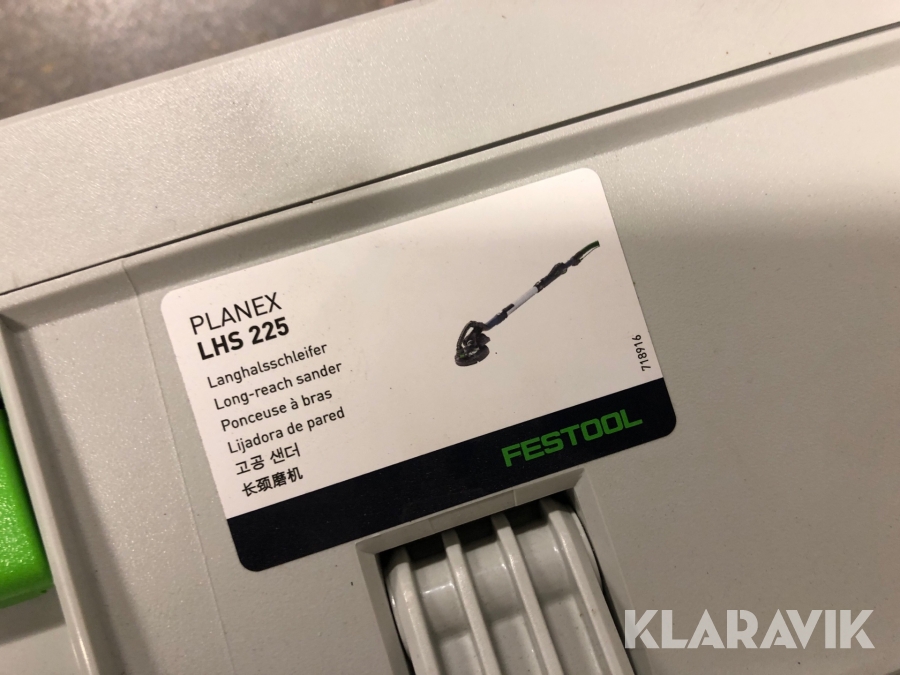 PLANEX
LHS 225
Langhalsschleifer
Long-reach sander
Ponceuse à bras
Lijadora de pared
고공 샌더
长颈磨机
718916
FESTOOL
KLARAVIK